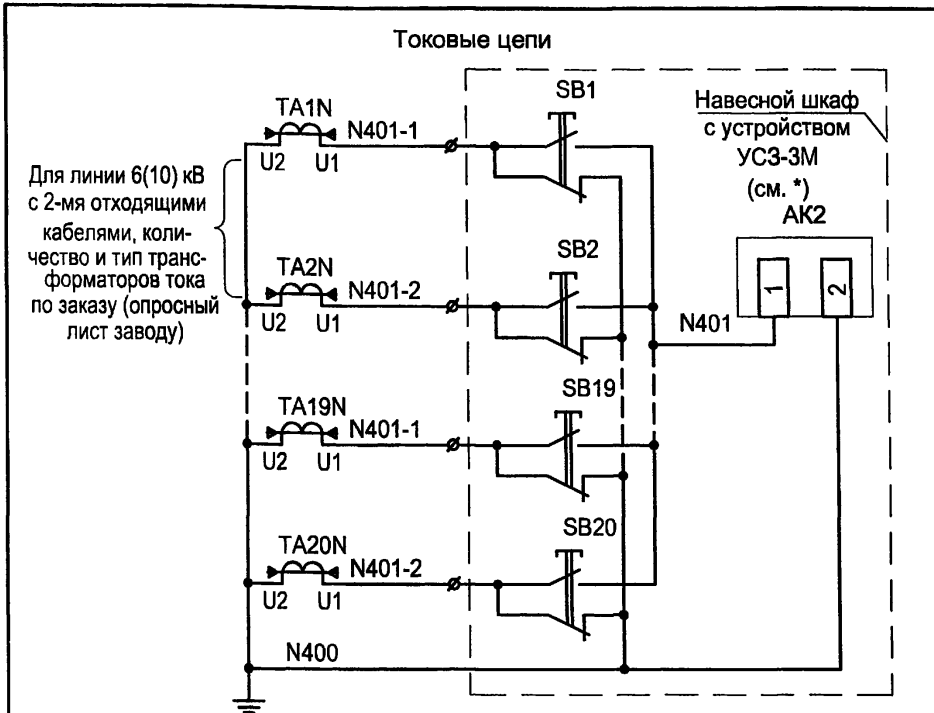 Токовые цепи
SB1
TA1N
N401-1
U2
U1
Навесной шкаф
с устройством
УСЗ-3М
(см. *)
АК2
1
2
Для линии 6(10) кВ
с 2-мя отходящими
кабелями, коли-
чество и тип транс-
форматоров тока
по заказу (опросный
лист заводу)
SB2
TA2N
N401-2
U2
U1
N401
SB19
TA19N
N401-1
U2
U1
SB20
TA20N
N401-2
U2
U1
N400